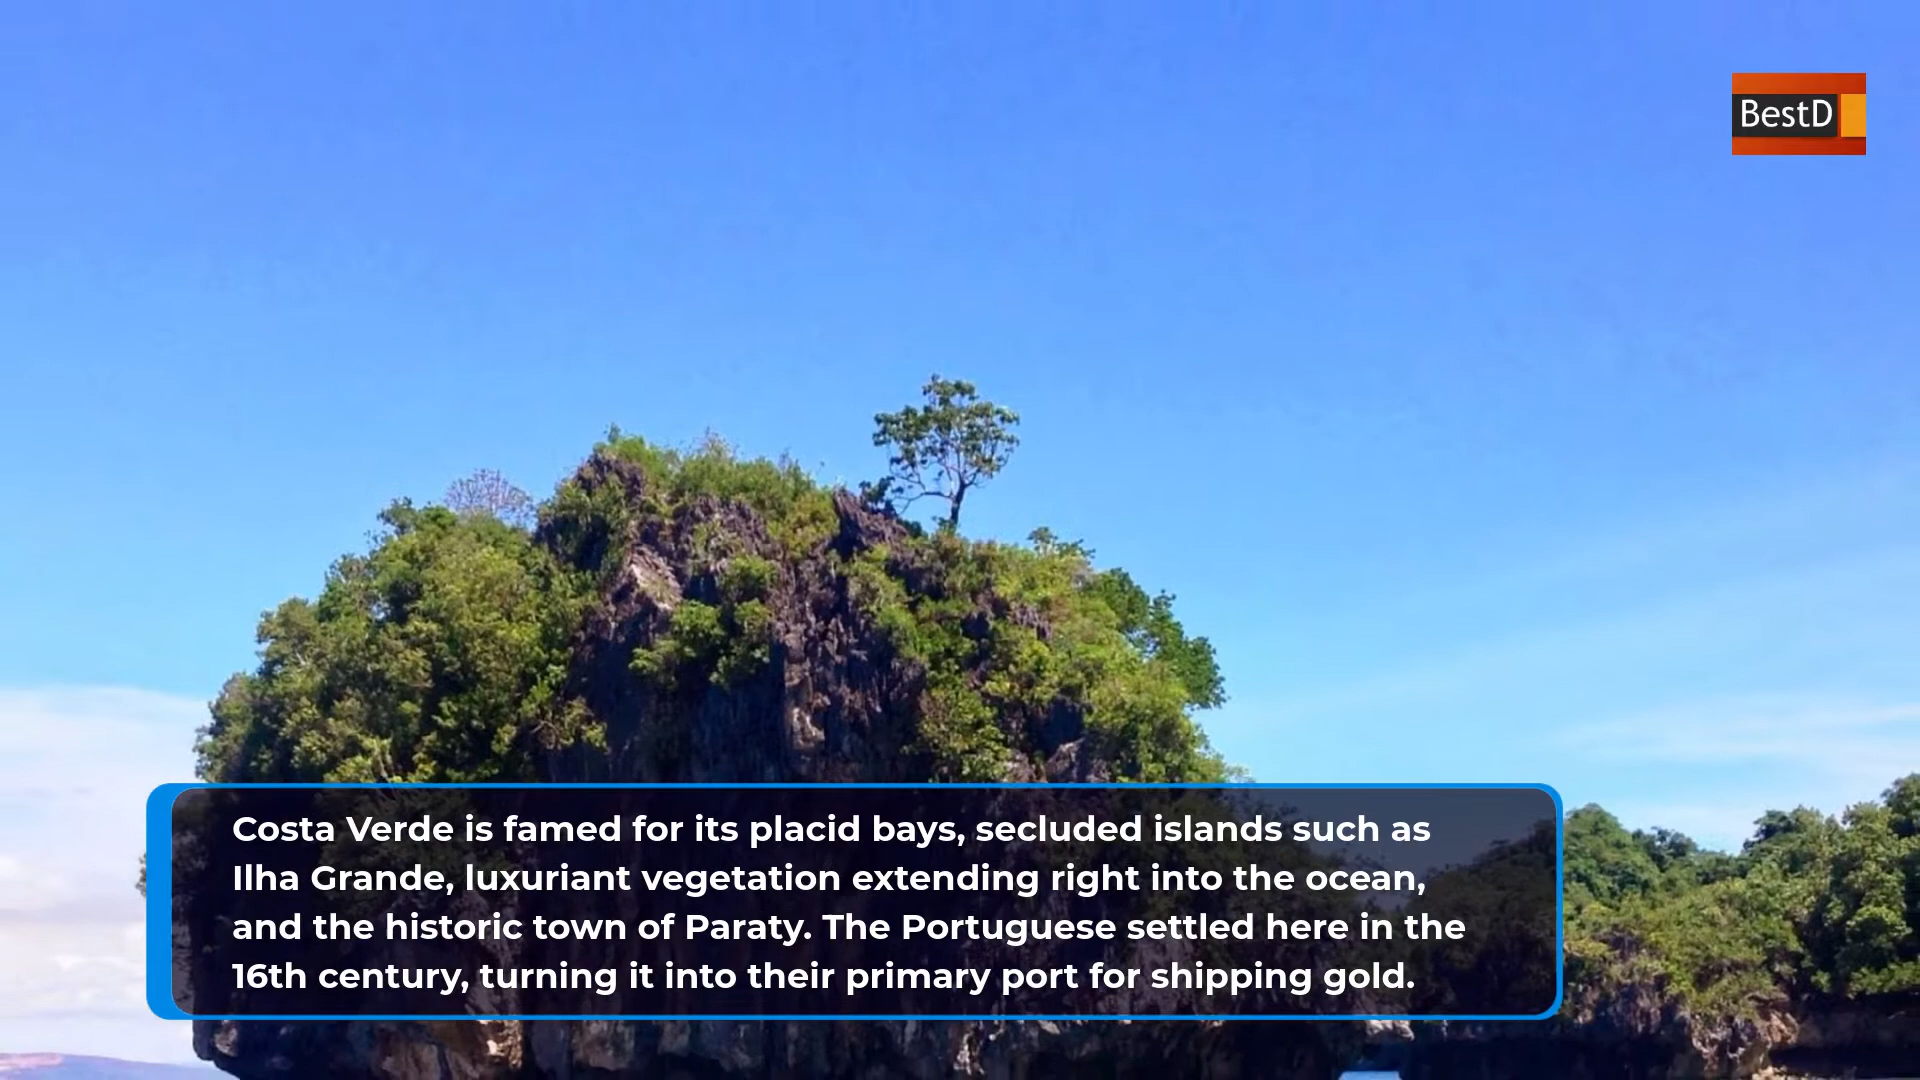 BestD
Costa Verde is famed for its placid bays, secluded islands such as
Ilha Grande, luxuriant vegetation extending right into the ocean,
and the historic town of Paraty. The Portuguese settled here in the
16th century, turning it into their primary port for shipping gold.